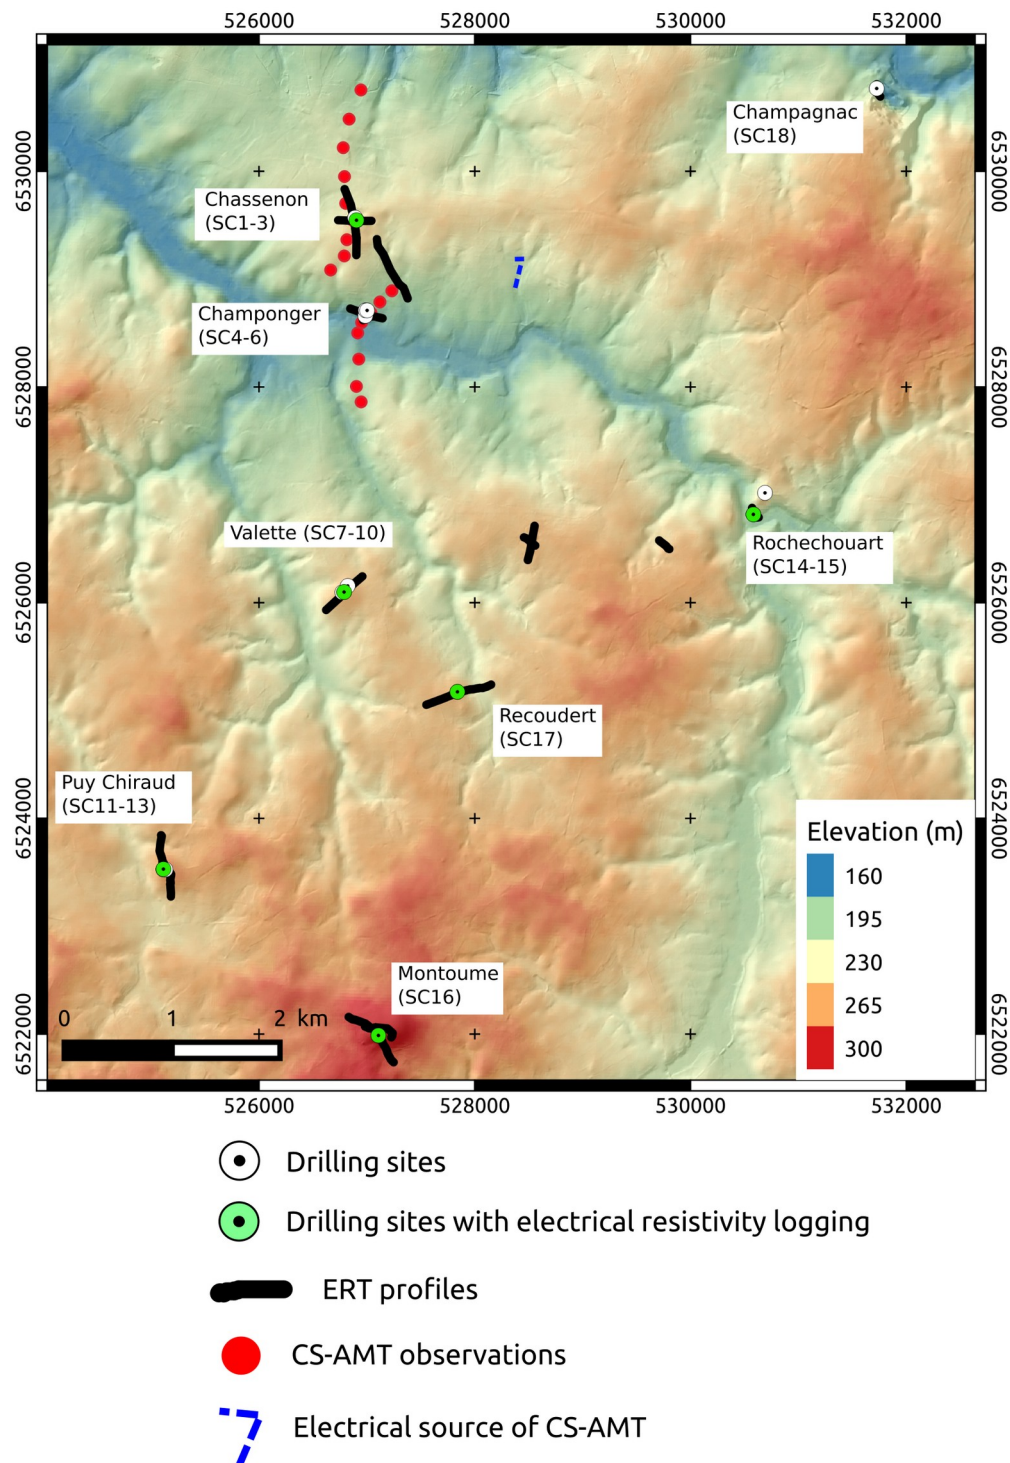 526000 528000 530000 532000
Champagnac
(SC18)
6530000
6530000
Chassenon
(SC1-3)
Champonger
(SC4-6)
6528000
6528000
Valette (SC7-10)
Rochechouart
(SC14-15)
6526000
6526000
Recoudert
(SC17)
Puy Chiraud
(SC11-13)
6524000
6524000
Elevation (m)
160
195
230
265
300
Montoume
(SC16)
0 1 2 km
6522000
6522000
526000 528000 530000 532000
Drilling sites
Drilling sites with electrical resistivity logging
ERT profiles
CS-AMT observations
Electrical source of CS-AMT